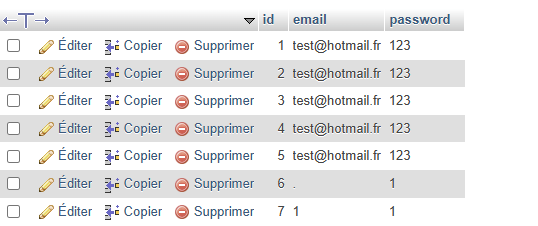 id email password
Éditer Copier Supprimer 1 test@hotmail.fr 123
Éditer Copier Supprimer 2 test@hotmail.fr 123
Éditer Copier Supprimer 3 test@hotmail.fr 123
Éditer Copier Supprimer 4 test@hotmail.fr 123
Éditer Copier Supprimer 5 test@hotmail.fr 123
Éditer Copier Supprimer 6 . 1
Éditer Copier Supprimer 7 1 1